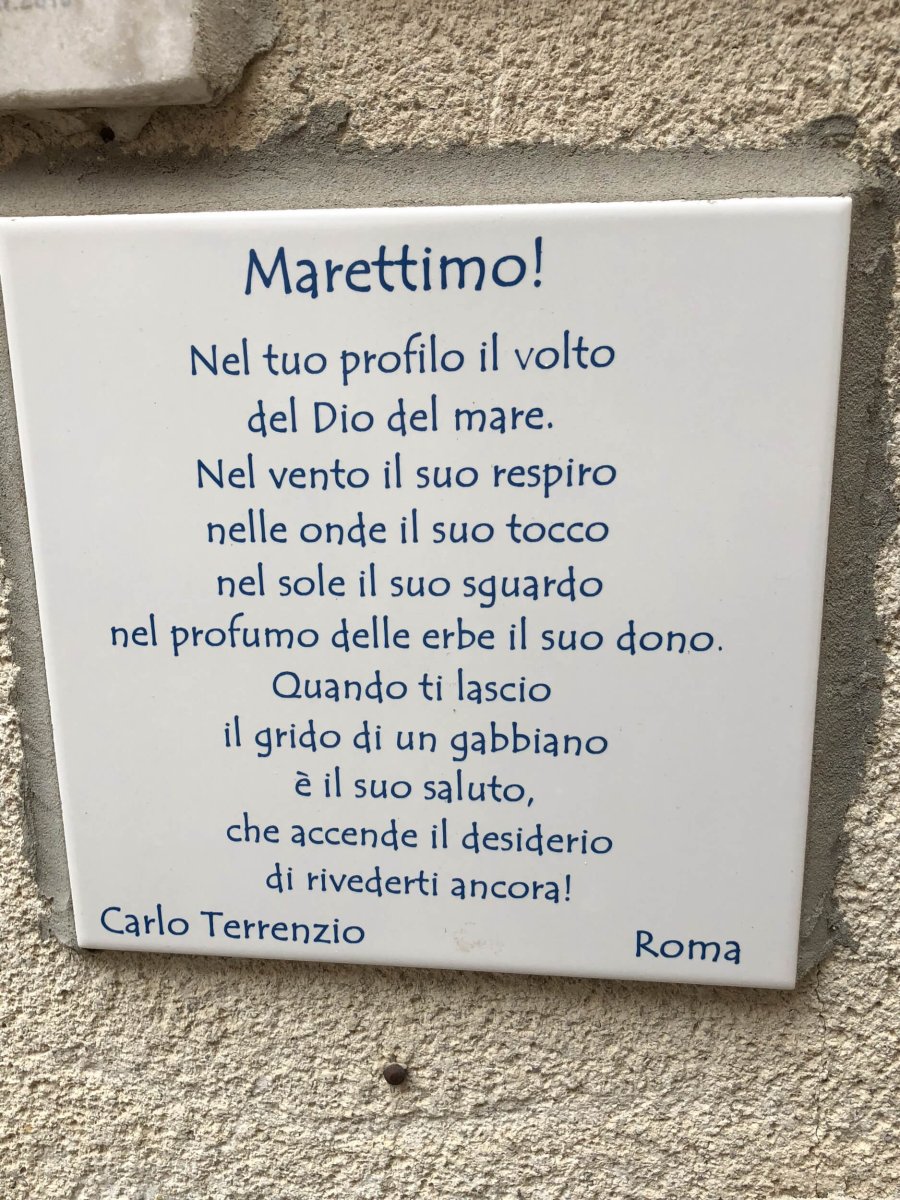 Marettimo!
Nel tuo profilo il volto
del Dio del mare.
Nel vento il suo respiro
nelle onde il suo tocco
nel sole il suo sguardo
nel profumo delle erbe il suo dono.
Quando ti lascio
il grido di un gabbiano
è il suo saluto,
che accende il desiderio
di rivederti ancora!
Carlo Terrenzio Roma